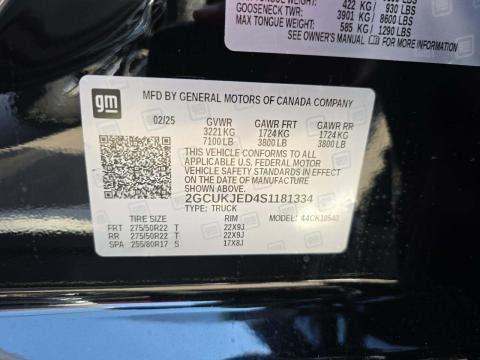 422 KG / 930 LBS
GOOSENECK TWR: 3901 KG / 8600 LBS
MAX TONGUE WEIGHT: 585 KG / 1290 LBS
SEE OWNER'S MANUAL FOR MORE INFORMATION
gm
MFD BY GENERAL MOTORS OF CANADA COMPANY
02/25 GVWR GAWR FRT GAWR RR
3221 KG 1724 KG 1724 KG
7100 LB 3800 LB 3800 LB
THIS VEHICLE CONFORMS TO ALL
APPLICABLE U.S. FEDERAL MOTOR
VEHICLE SAFETY STANDARDS IN EFFECT
ON THE DATE OF MANUFACTURE
SHOWN ABOVE.
2GCUKJED4S1181334
TYPE: TRUCK
TIRE SIZE RIM MODEL:
FRT 275/50R22 T 22X9J
RR 275/50R22 T 22X9J
SPA 255/80R17 S 17X8J